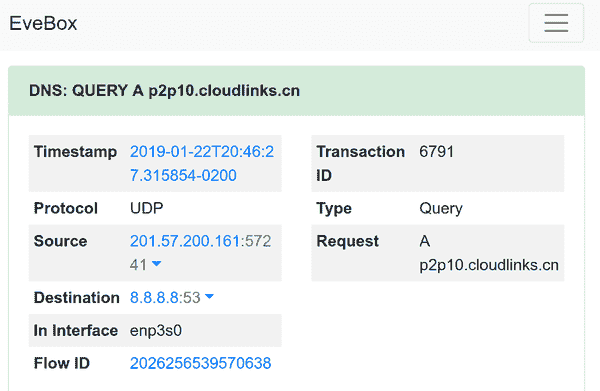 EveBox
DNS: QUERY A p2p10.cloudlinks.cn
Timestamp 2019-01-22T20:46:2
7.315854-0200
Protocol UDP
Source 201.57.200.161:572
41
Destination 8.8.8.8:53
In Interface enp3s0
Flow ID 2026256539570638
Transaction 6791
ID
Type Query
Request A
p2p10.cloudlinks.cn